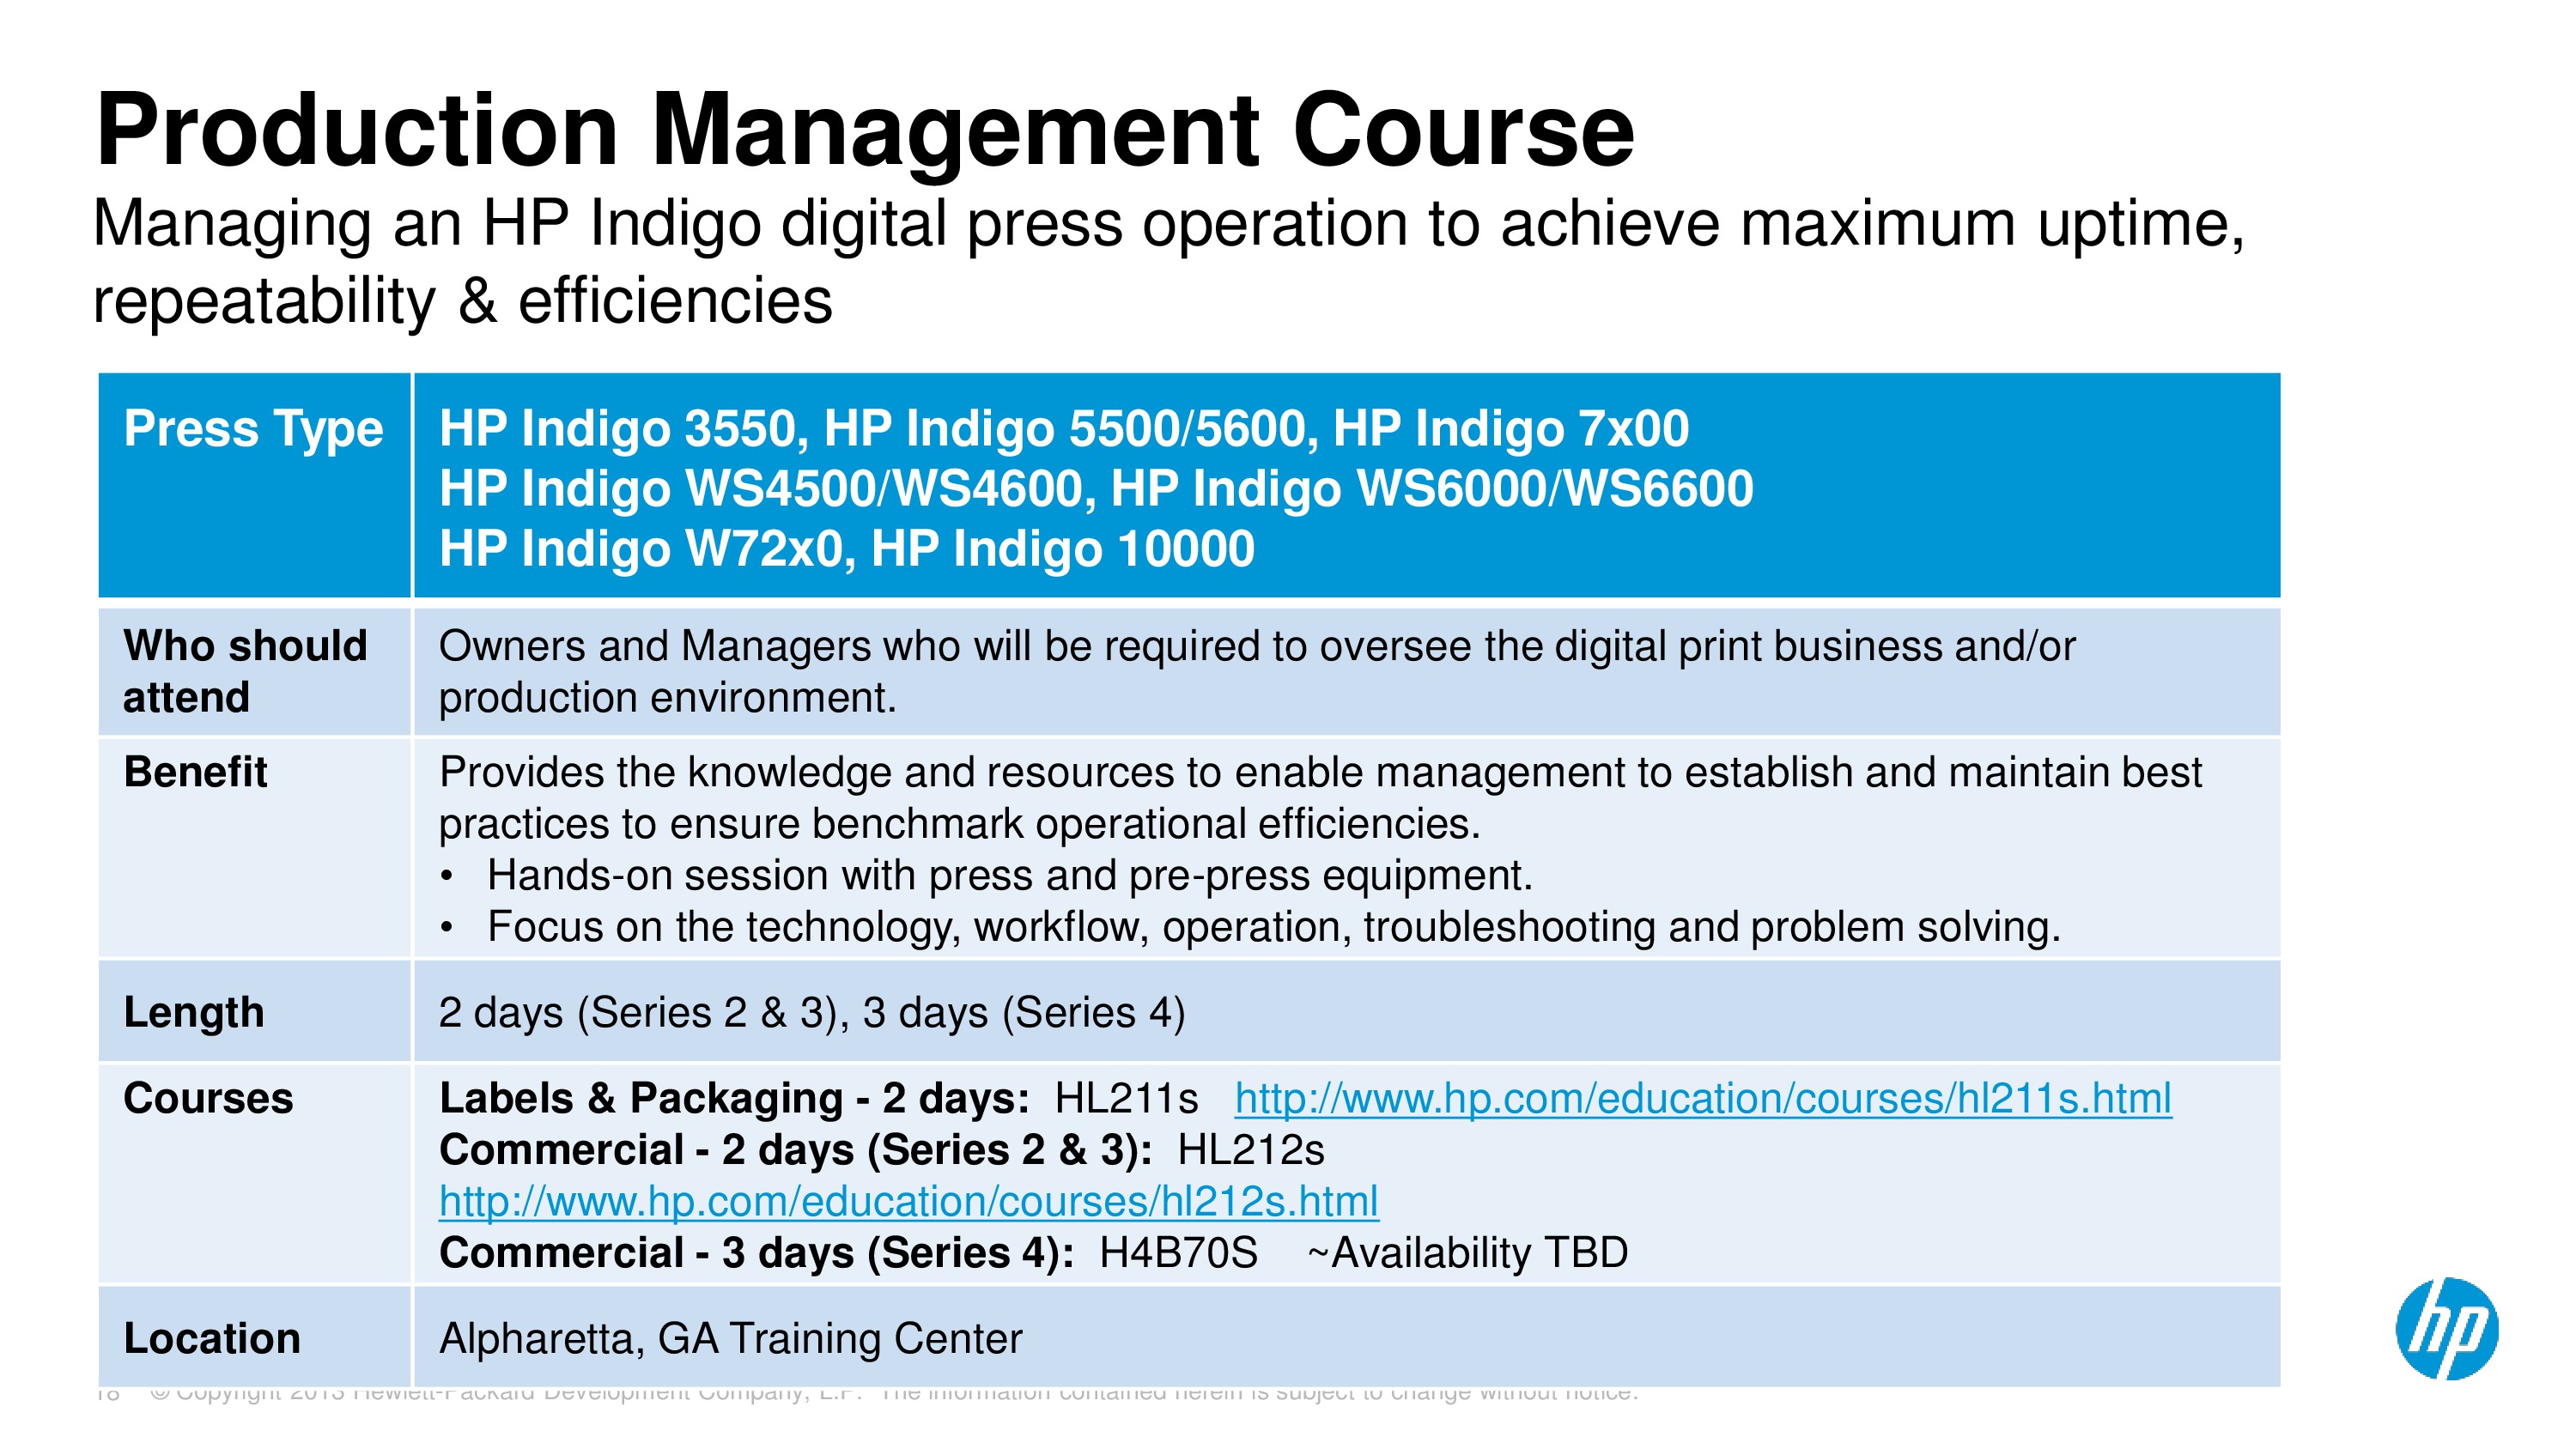 Production Management Course
Managing an HP Indigo digital press operation to achieve maximum uptime,
repeatability & efficiencies
Press Type
HP Indigo 3550, HP Indigo 5500/5600, HP Indigo 7x00
HP Indigo WS4500/WS4600, HP Indigo WS6000/WS6600
HP Indigo W72x0, HP Indigo 10000
Who should
attend
Owners and Managers who will be required to oversee the digital print business and/or
production environment.
Benefit
Provides the knowledge and resources to enable management to establish and maintain best
practices to ensure benchmark operational efficiencies.
• Hands-on session with press and pre-press equipment.
• Focus on the technology, workflow, operation, troubleshooting and problem solving.
Length
2 days (Series 2 & 3), 3 days (Series 4)
Courses
Labels & Packaging - 2 days: HL211s http://www.hp.com/education/courses/hl211s.html
Commercial - 2 days (Series 2 & 3): HL212s
http://www.hp.com/education/courses/hl212s.html
Commercial - 3 days (Series 4): H4B70S ~Availability TBD
Location
Alpharetta, GA Training Center
18 © Copyright 2013 Hewlett-Packard Development Company, L.P. The information contained herein is subject to change without notice.
hp